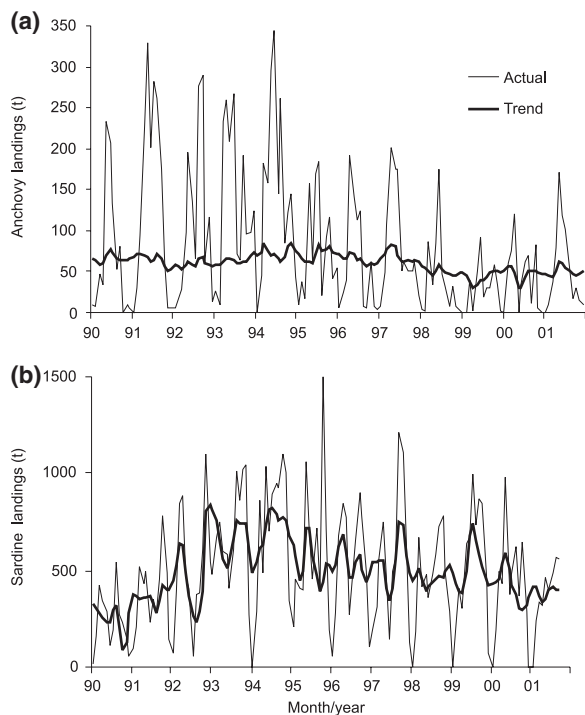 (a)
350
300
250
200
150
100
50
0
Anchovy landings (t)
Actual
Trend
90 91 92 93 94 95 96 97 98 99 00 01
(b)
1500
1000
500
0
Sardine landings (t)
90 91 92 93 94 95 96 97 98 99 00 01
Month/year